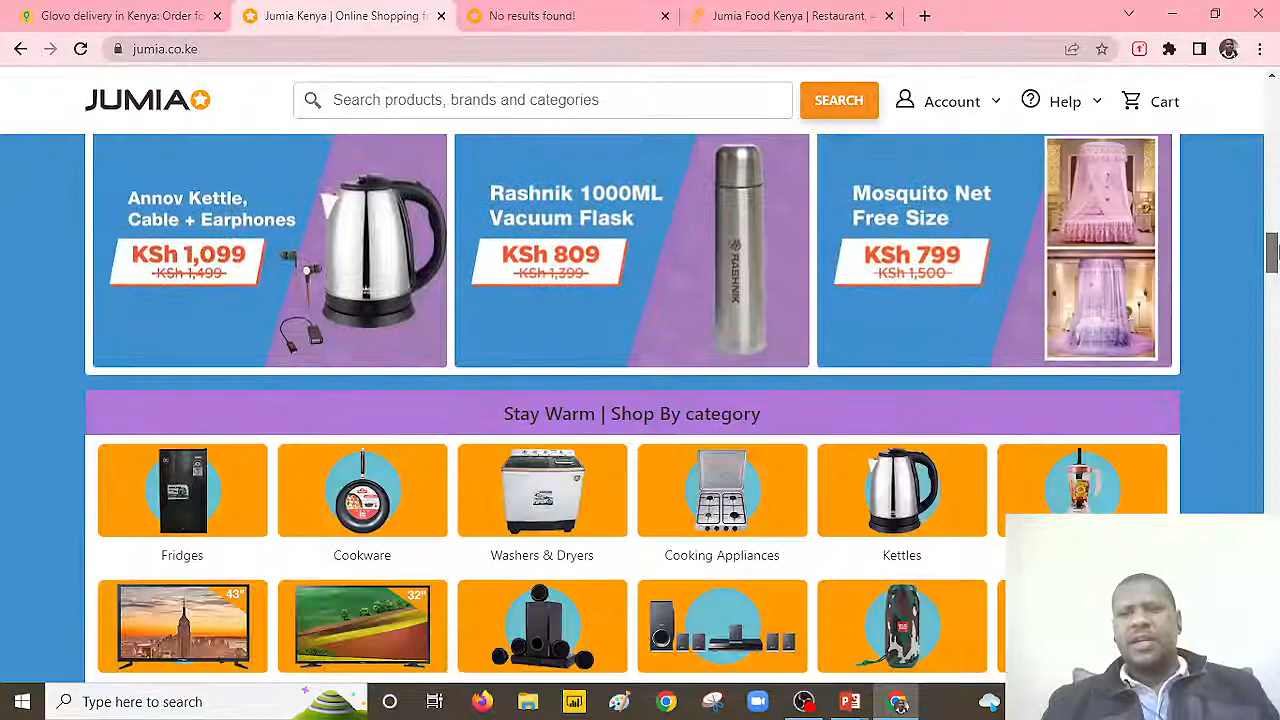 Glovo delivery in Kenya: Order fo
Jumia Kenya | Online Shopping f
No results found!
Jumia Food Kenya | Restaurant,
jumia.co.ke
JUMIA
Search products, brands and categories
SEARCH
Account
Help
Cart
Annov Kettle,
Cable + Earphones
KSh 1,099
KSh 1,499
Rashnik 1000ML
Vacuum Flask
KSh 809
KSh 1,399
RASHNIK
Mosquito Net
Free Size
KSh 799
KSh 1,500
Stay Warm | Shop By category
Fridges
Cookware
Washers & Dryers
Cooking Appliances
Kettles
43"
32"
Type here to search